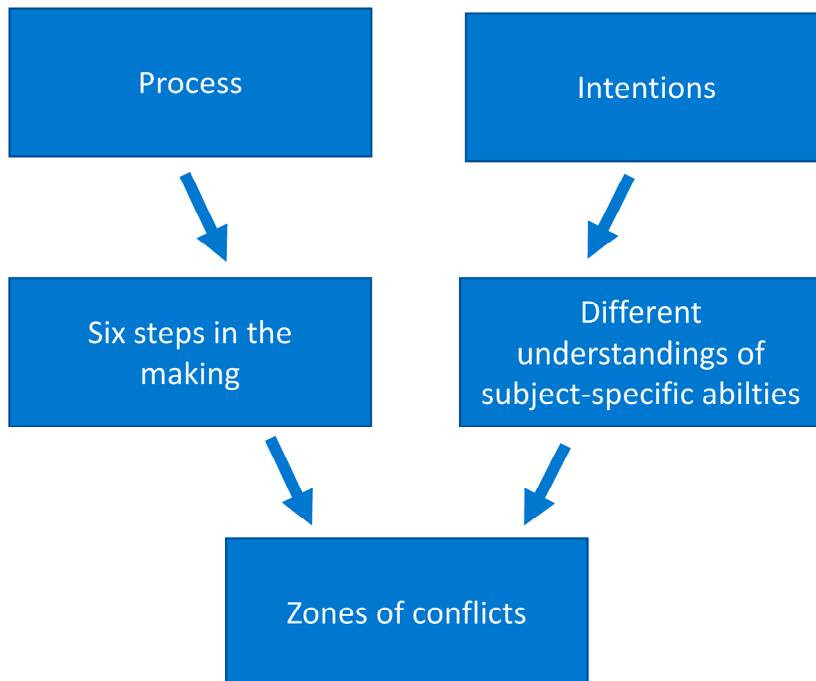 Process
Intentions
Six steps in the
making
Different
understandings of
subject-specific abilties
Zones of conflicts